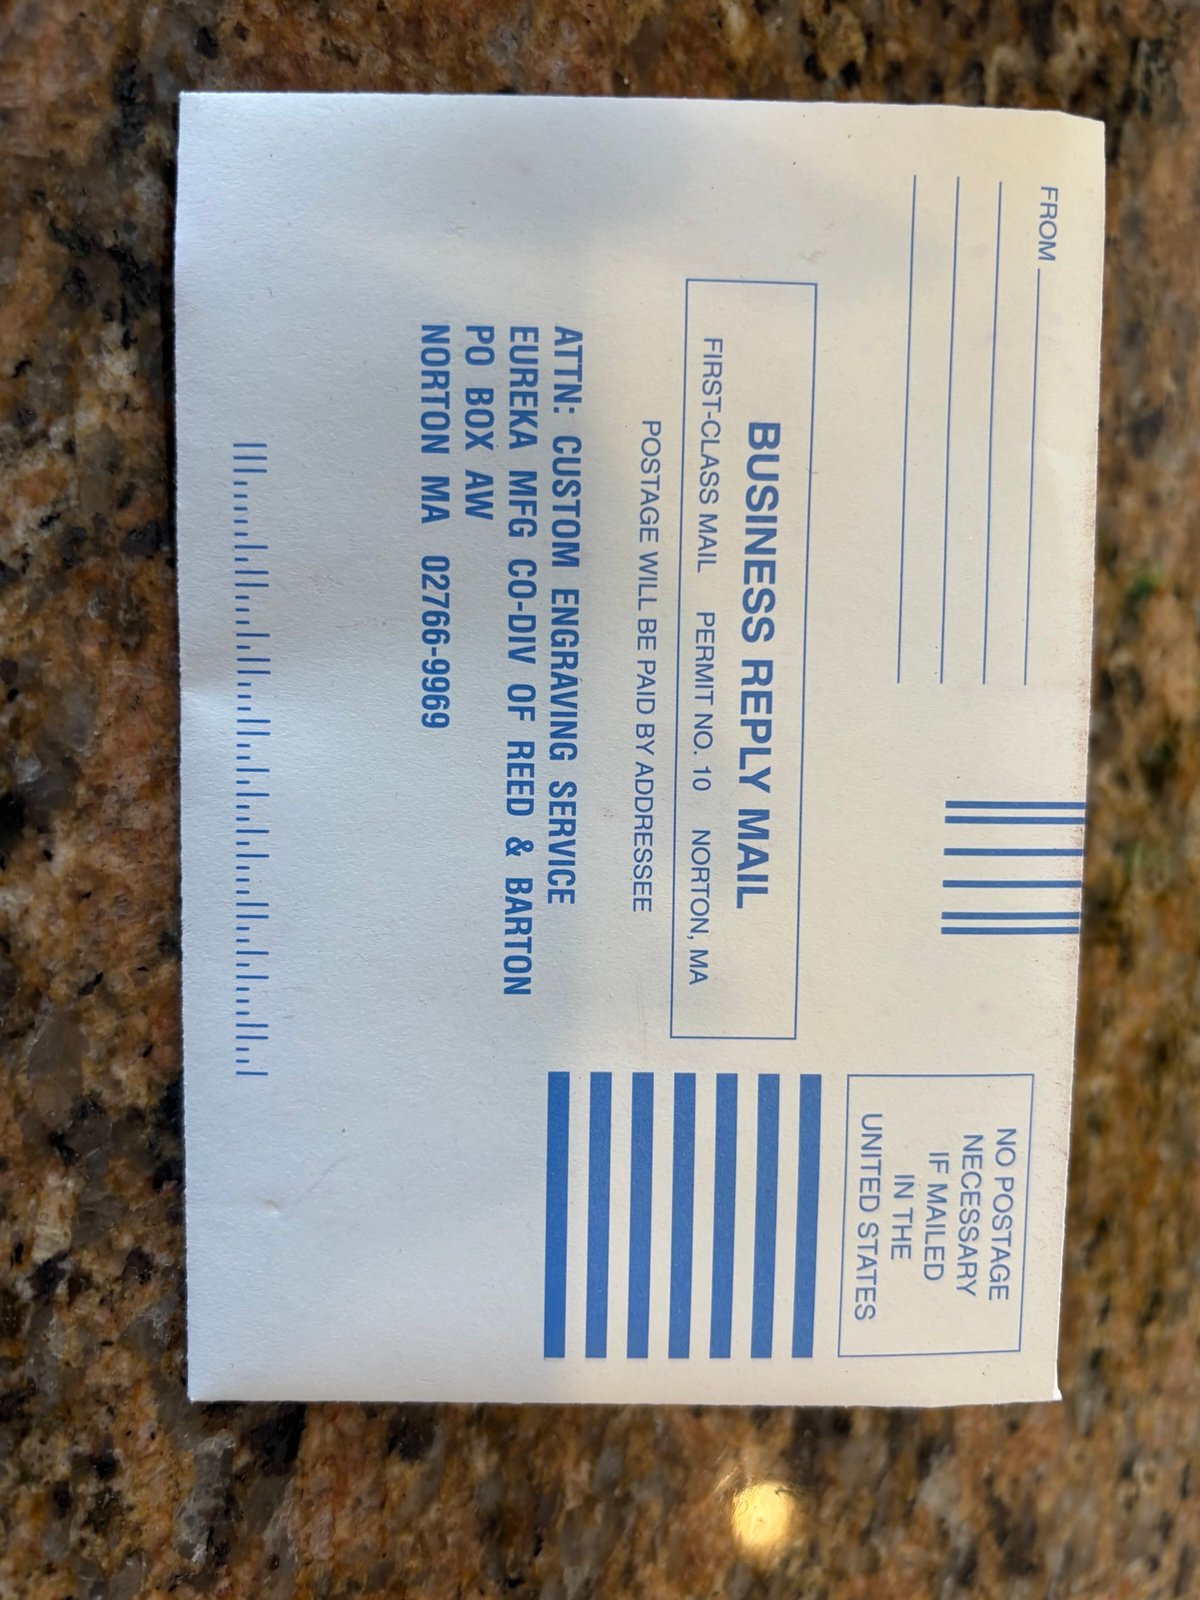 FROM
NO POSTAGE
NECESSARY
IF MAILED
IN THE
UNITED STATES
BUSINESS REPLY MAIL
FIRST-CLASS MAIL PERMIT NO. 10 NORTON, MA
POSTAGE WILL BE PAID BY ADDRESSEE
ATTN: CUSTOM ENGRAVING SERVICE
EUREKA MFG CO-DIV OF REED & BARTON
PO BOX AW
NORTON MA 02766-9969